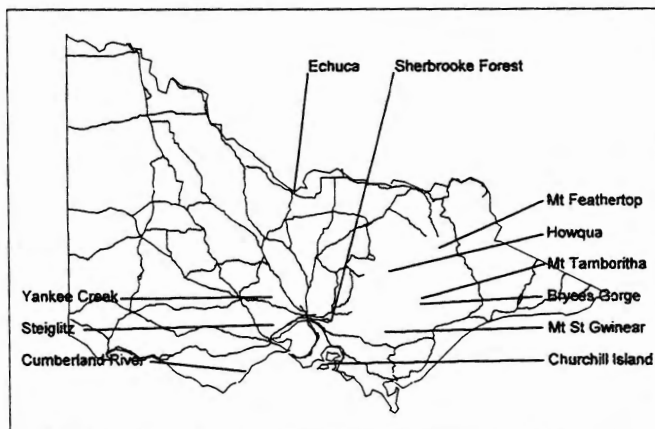 Echuca
Sherbrooke Forest
Mt Feathertop
Howqua
Mt Tamboritha
Yankee Creek
Bryces Gorge
Steiglitz
Mt St Gwinear
Cumberland River
Churchill Island